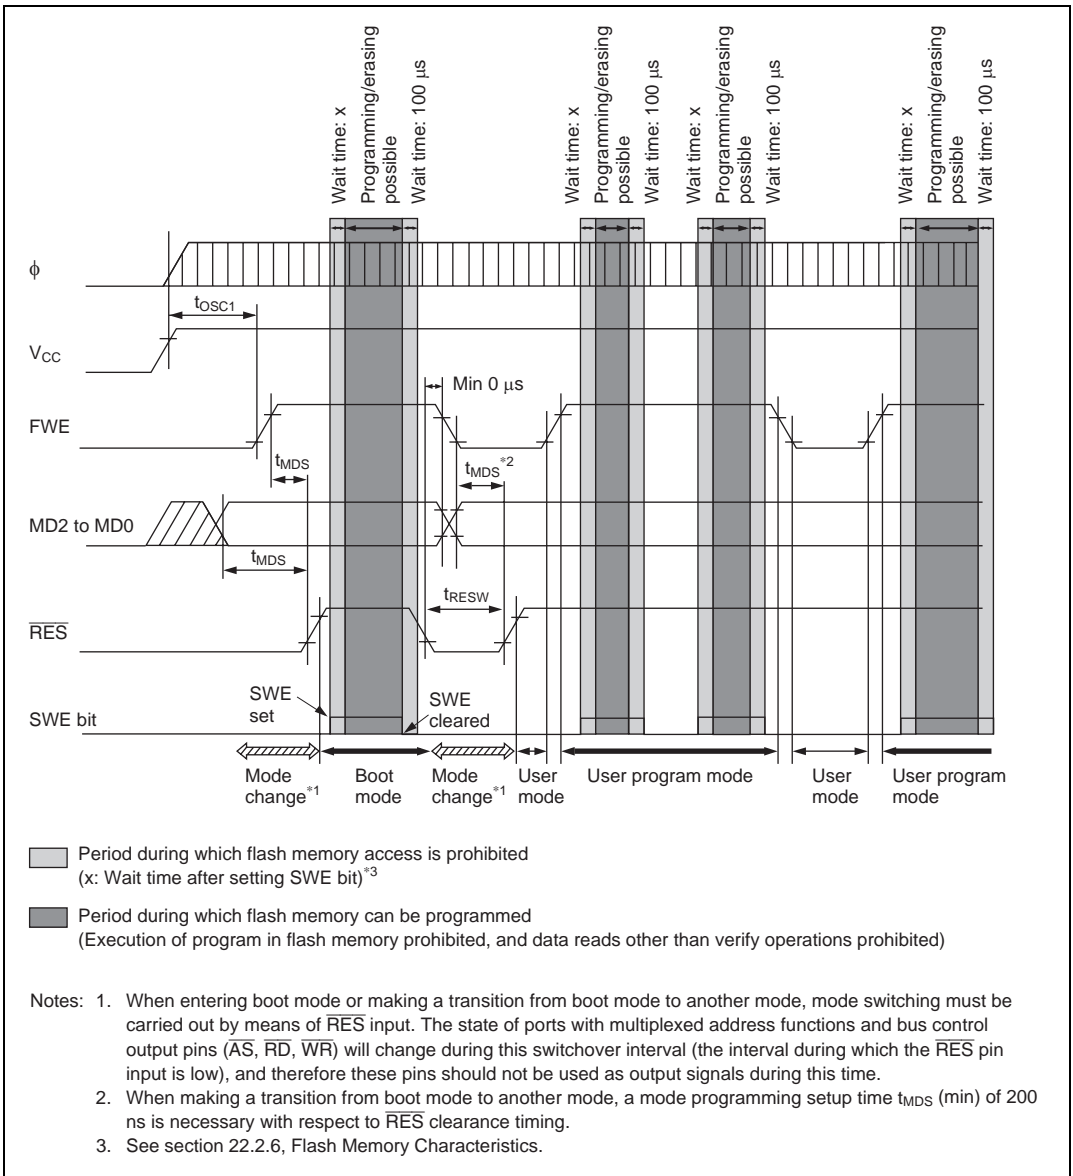 Wait time: x
Programming/erasing
possible
Wait time: 100 μs
Wait time: x
Programming/erasing
possible
Wait time: 100 μs
Wait time: x
Programming/erasing
possible
Wait time: 100 μs
Wait time: x
Programming/erasing
possible
Wait time: 100 μs
ϕ
tOSC1
VCC
Min 0 μs
FWE
tMDS
tMDS*2
MD2 to MD0
tMDS
tRESW
RES
SWE
set
SWE
cleared
SWE bit
Mode
change*1
Boot
mode
Mode
change*1
User
mode
User program mode
User
mode
User program
mode
Period during which flash memory access is prohibited
(x: Wait time after setting SWE bit)*3
Period during which flash memory can be programmed
(Execution of program in flash memory prohibited, and data reads other than verify operations prohibited)
Notes: 1. When entering boot mode or making a transition from boot mode to another mode, mode switching must be
carried out by means of RES input. The state of ports with multiplexed address functions and bus control
output pins (AS, RD, WR) will change during this switchover interval (the interval during which the RES pin
input is low), and therefore these pins should not be used as output signals during this time.
2. When making a transition from boot mode to another mode, a mode programming setup time tMDS (min) of 200
ns is necessary with respect to RES clearance timing.
3. See section 22.2.6, Flash Memory Characteristics.